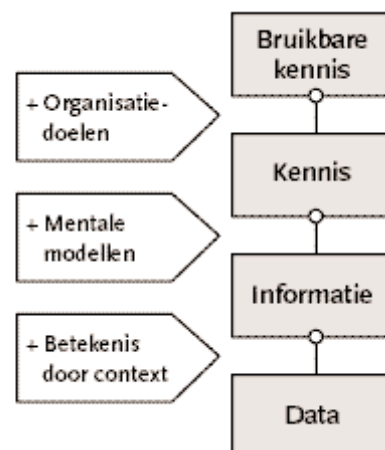 Bruikbare
kennis
+ Organisatie-
doelen
Kennis
+ Mentale
modellen
Informatie
+ Betekenis
door context
Data